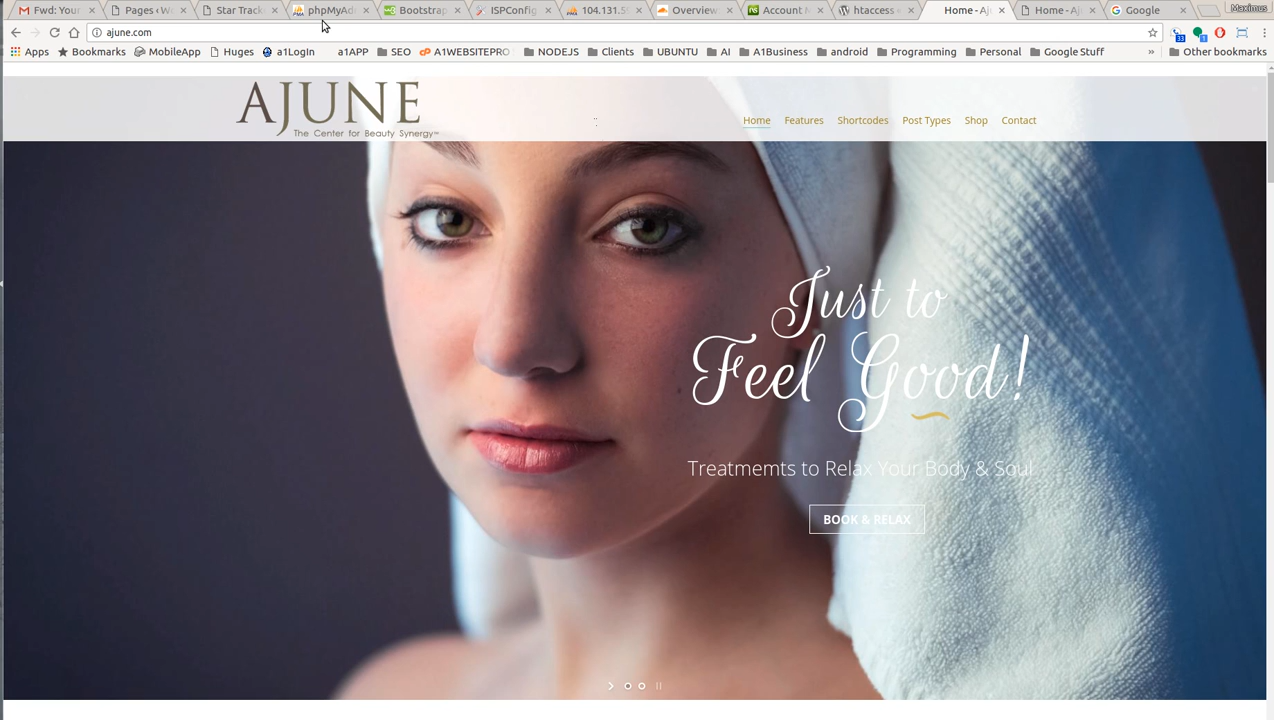 Fwd: Your
Pages ‹ W
Star Track
phpMyAd
Bootstrap
ISPConfig
104.131.5
Overview:
Account M
htaccess
Home - Aj
Home - Aj
Google
Maximus
ajune.com
Apps
Bookmarks
MobileApp
Huges
a1LogIn
a1APP
SEO
A1WEBSITEPRO
NODEJS
Clients
UBUNTU
AI
A1Business
android
Programming
Personal
Google Stuff
»
Other bookmarks
AJUNE
The Center for Beauty Synergy™
Home
Features
Shortcodes
Post Types
Shop
Contact
Just to
Feel Good!
Treatmemts to Relax Your Body & Soul
BOOK & RELAX